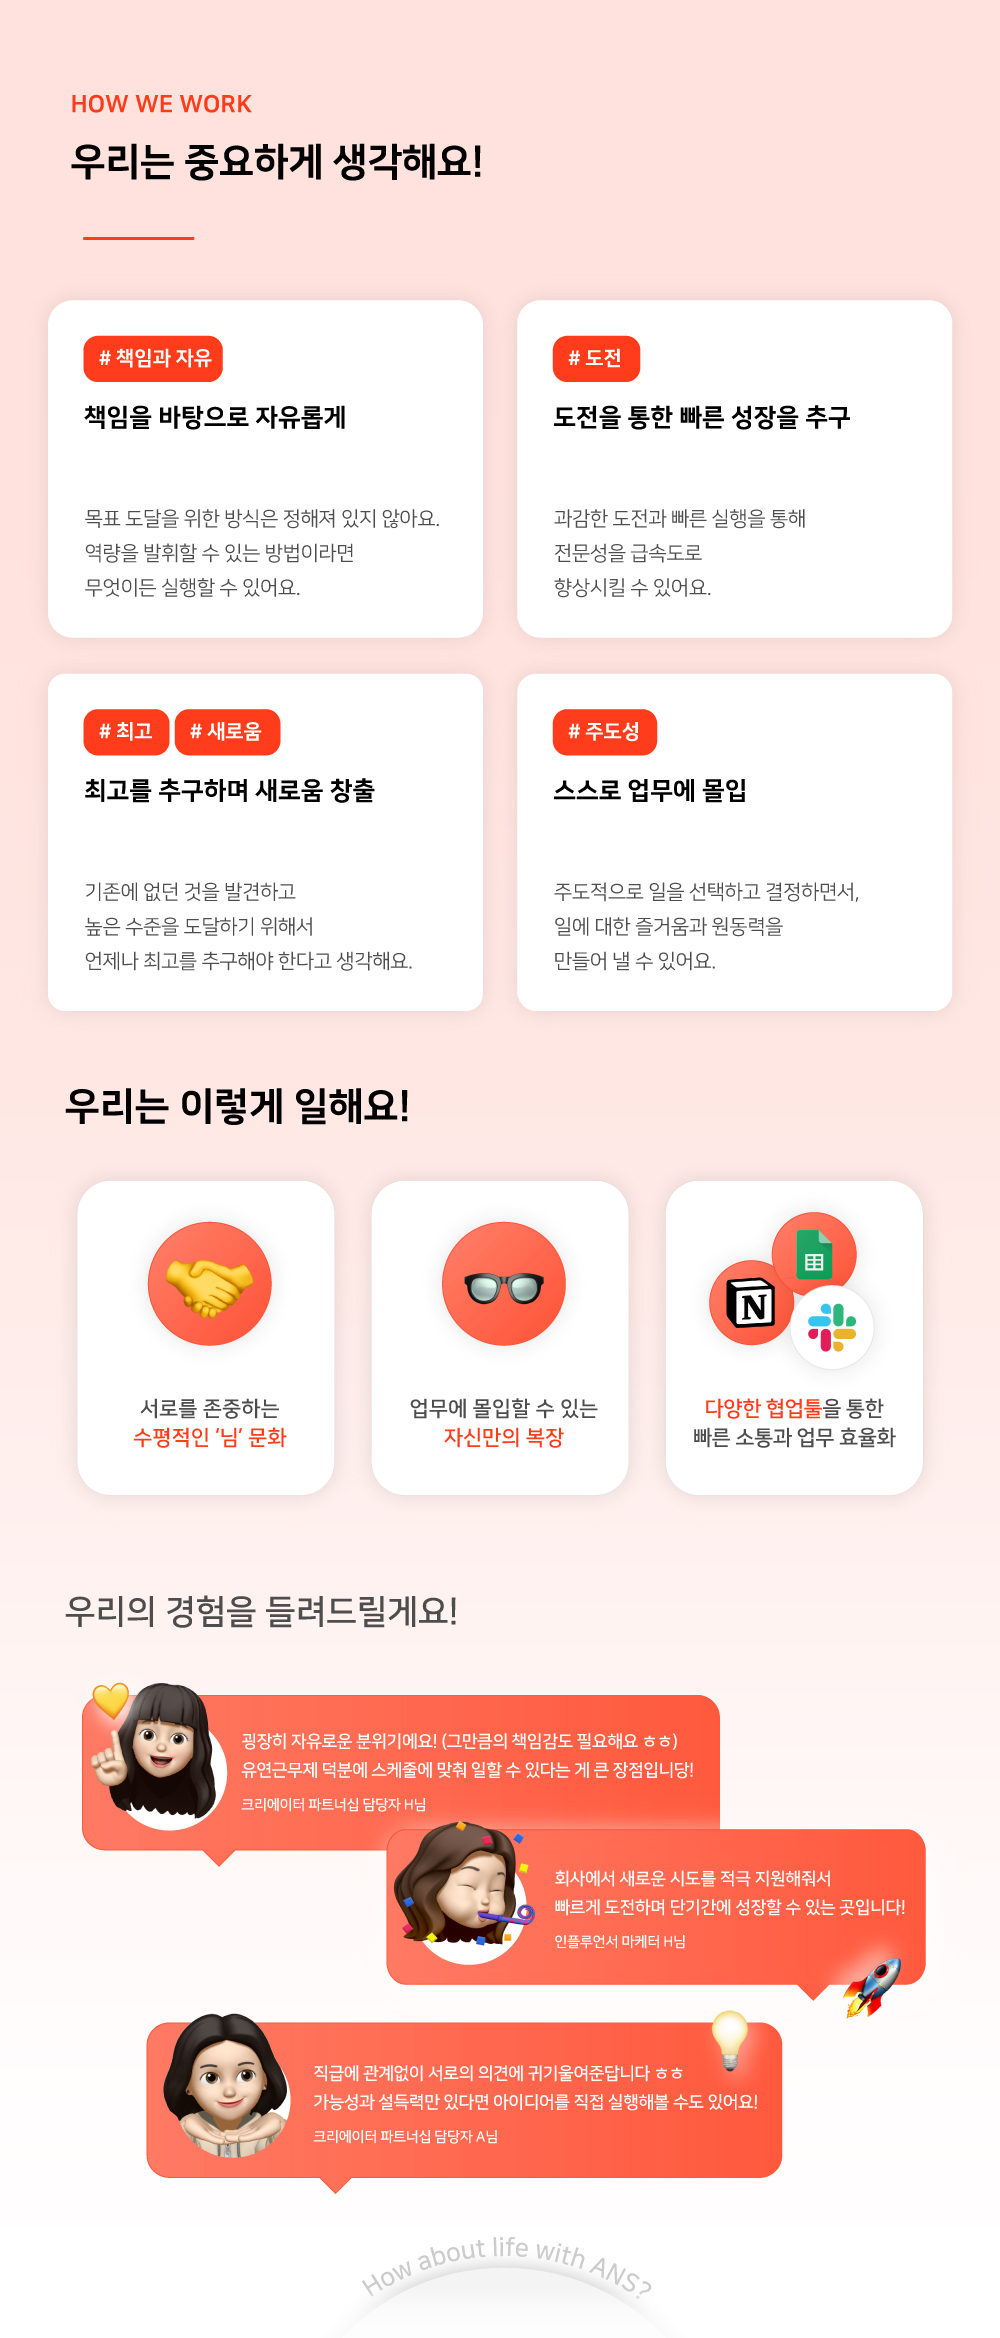 HOW WE WORK
우리는 중요하게 생각해요!
# 책임과 자유
책임을 바탕으로 자유롭게
목표 도달을 위한 방식은 정해져 있지 않아요.
역량을 발휘할 수 있는 방법이라면
무엇이든 실행할 수 있어요.
# 도전
도전을 통한 빠른 성장을 추구
과감한 도전과 빠른 실행을 통해
전문성을 급속도로
향상시킬 수 있어요.
# 최고 # 새로움
최고를 추구하며 새로움 창출
기존에 없던 것을 발견하고
높은 수준을 도달하기 위해서
언제나 최고를 추구해야 한다고 생각해요.
# 주도성
스스로 업무에 몰입
주도적으로 일을 선택하고 결정하면서,
일에 대한 즐거움과 원동력을
만들어 낼 수 있어요.
우리는 이렇게 일해요!
서로를 존중하는
수평적인 ‘님’ 문화
업무에 몰입할 수 있는
자신만의 복장
N
다양한 협업툴을 통한
빠른 소통과 업무 효율화
우리의 경험을 들려드릴게요!
굉장히 자유로운 분위기에요! (그만큼의 책임감도 필요해요 ㅎㅎ)
유연근무제 덕분에 스케줄에 맞춰 일할 수 있다는 게 큰 장점입니당!
크리에이터 파트너십 담당자 H님
회사에서 새로운 시도를 적극 지원해줘서
빠르게 도전하며 단기간에 성장할 수 있는 곳입니다!
인플루언서 마케터 H님
직급에 관계없이 서로의 의견에 귀기울여준답니다 ㅎㅎ
가능성과 설득력만 있다면 아이디어를 직접 실행해볼 수도 있어요!
크리에이터 파트너십 담당자 A님
How about life with ANS?